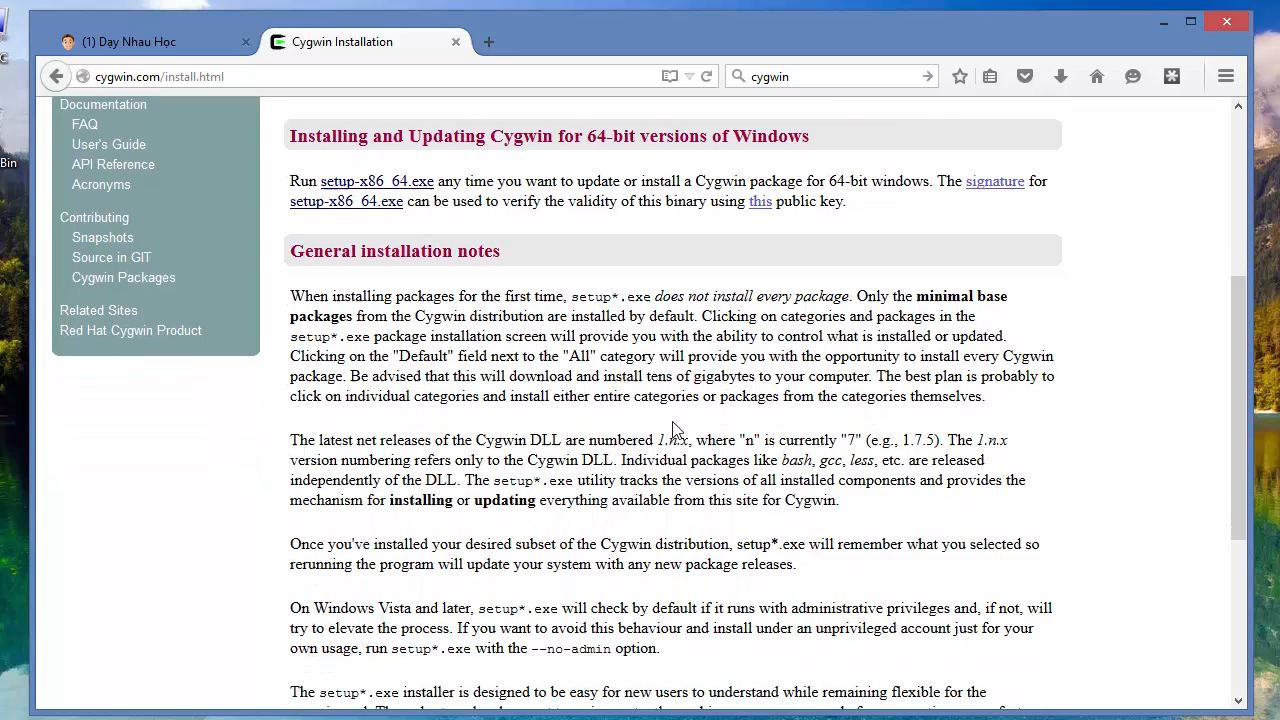 (1) Dạy Nhau Học
Cygwin Installation
cygwin.com/install.html
cygwin
Bin
Documentation
FAQ
User's Guide
API Reference
Acronyms
Contributing
Snapshots
Source in GIT
Cygwin Packages
Related Sites
Red Hat Cygwin Product
Installing and Updating Cygwin for 64-bit versions of Windows
Run setup-x86_64.exe any time you want to update or install a Cygwin package for 64-bit windows. The signature for
setup-x86_64.exe can be used to verify the validity of this binary using this public key.
General installation notes
When installing packages for the first time, setup*.exe does not install every package. Only the minimal base
packages from the Cygwin distribution are installed by default. Clicking on categories and packages in the
setup*.exe package installation screen will provide you with the ability to control what is installed or updated.
Clicking on the "Default" field next to the "All" category will provide you with the opportunity to install every Cygwin
package. Be advised that this will download and install tens of gigabytes to your computer. The best plan is probably to
click on individual categories and install either entire categories or packages from the categories themselves.
The latest net releases of the Cygwin DLL are numbered 1.n.x, where "n" is currently "7" (e.g., 1.7.5). The 1.n.x
version numbering refers only to the Cygwin DLL. Individual packages like bash, gcc, less, etc. are released
independently of the DLL. The setup*.exe utility tracks the versions of all installed components and provides the
mechanism for installing or updating everything available from this site for Cygwin.
Once you've installed your desired subset of the Cygwin distribution, setup*.exe will remember what you selected so
rerunning the program will update your system with any new package releases.
On Windows Vista and later, setup*.exe will check by default if it runs with administrative privileges and, if not, will
try to elevate the process. If you want to avoid this behaviour and install under an unprivileged account just for your
own usage, run setup*.exe with the --no-admin option.
The setup*.exe installer is designed to be easy for new users to understand while remaining flexible for the